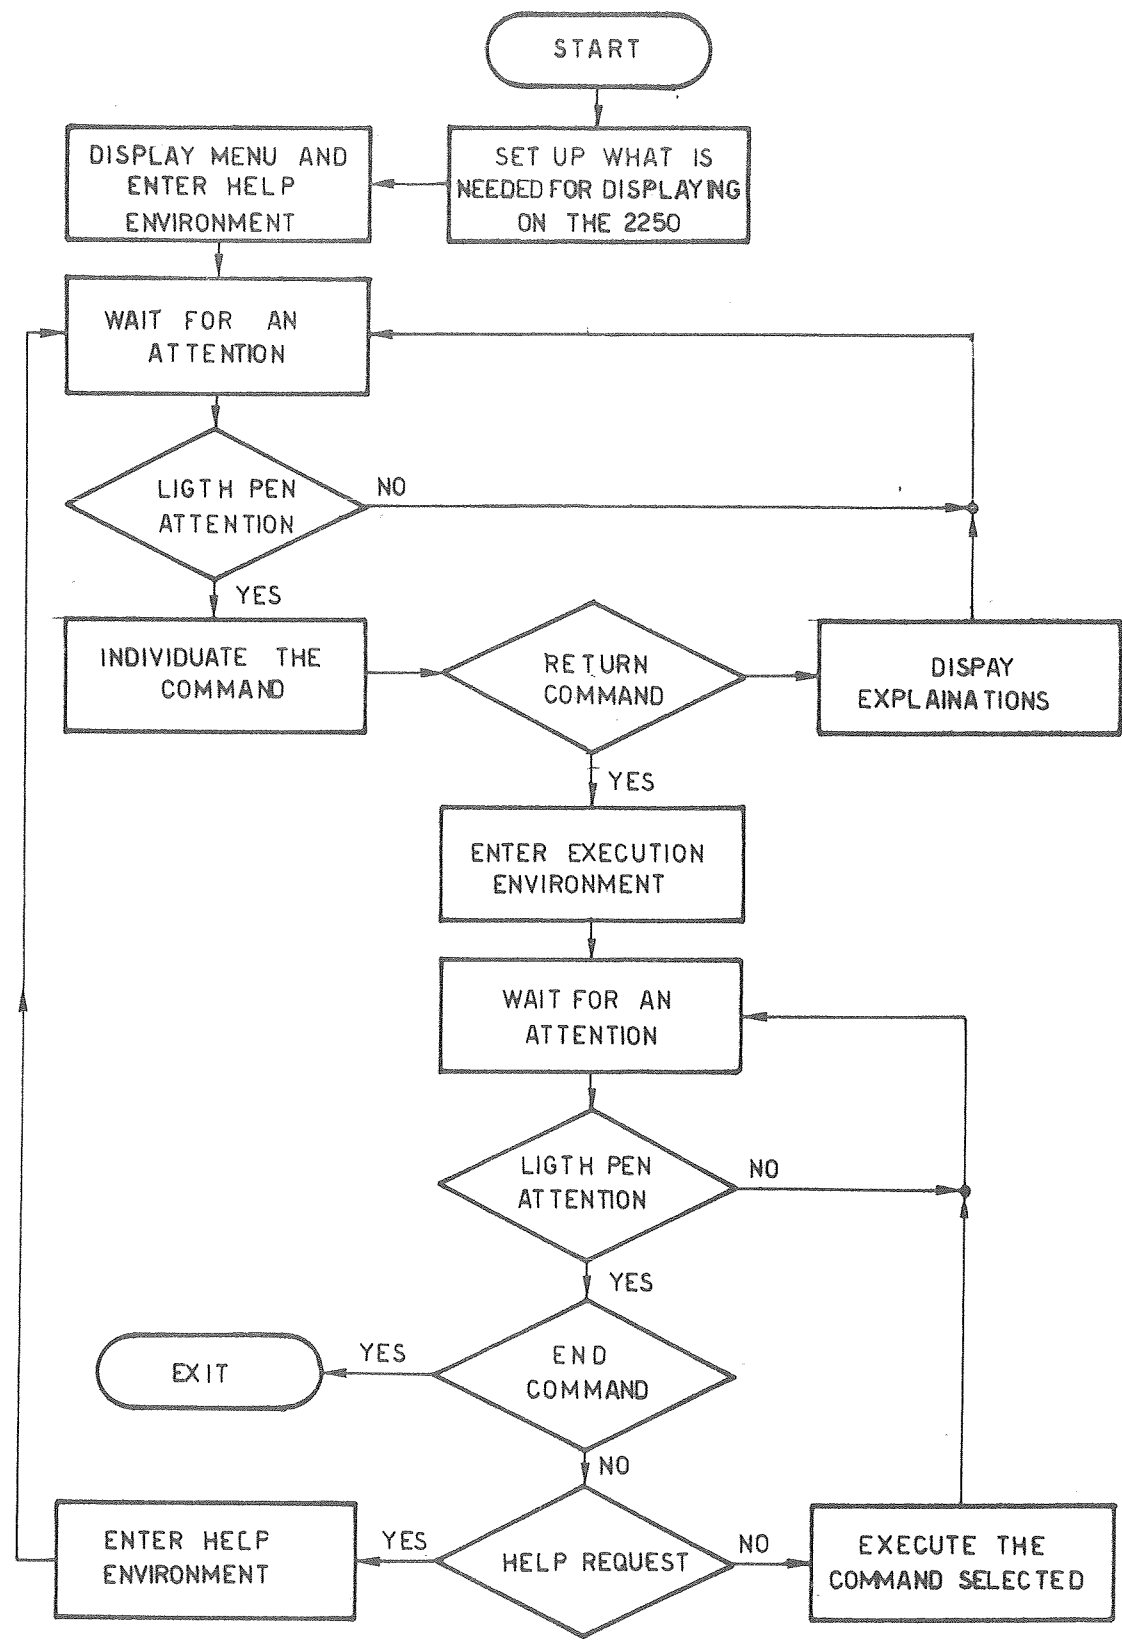 START
DISPLAY MENU AND
ENTER HELP
ENVIRONMENT
SET UP WHAT IS
NEEDED FOR DISPLAYING
ON THE 2250
WAIT FOR AN
ATTENTION
LIGTH PEN
ATTENTION
NO
YES
INDIVIDUATE THE
COMMAND
RETURN
COMMAND
DISPAY
EXPLAINATIONS
YES
ENTER EXECUTION
ENVIRONMENT
WAIT FOR AN
ATTENTION
LIGTH PEN
ATTENTION
NO
YES
END
COMMAND
YES
EXIT
NO
HELP REQUEST
YES
ENTER HELP
ENVIRONMENT
NO
EXECUTE THE
COMMAND SELECTED